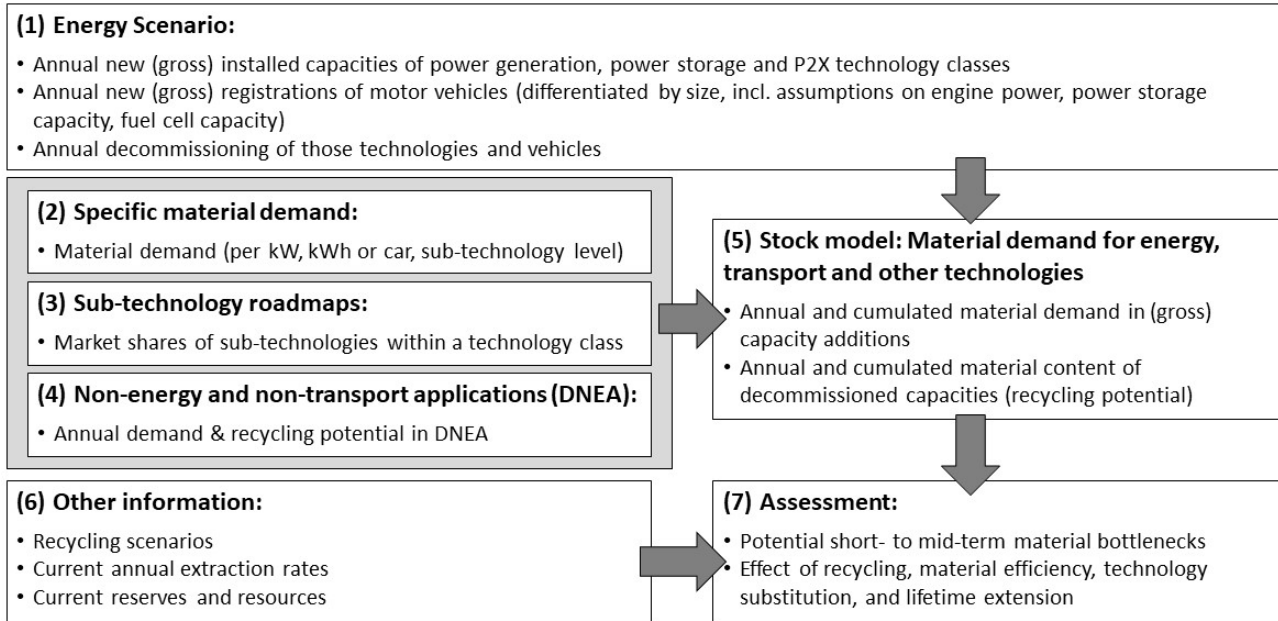 (1) Energy Scenario:
• Annual new (gross) installed capacities of power generation, power storage and P2X technology classes
• Annual new (gross) registrations of motor vehicles (differentiated by size, incl. assumptions on engine power, power storage
capacity, fuel cell capacity)
• Annual decommissioning of those technologies and vehicles
(2) Specific material demand:
• Material demand (per kW, kWh or car, sub-technology level)
(3) Sub-technology roadmaps:
• Market shares of sub-technologies within a technology class
(4) Non-energy and non-transport applications (DNEA):
• Annual demand & recycling potential in DNEA
(5) Stock model: Material demand for energy,
transport and other technologies
• Annual and cumulated material demand in (gross)
capacity additions
• Annual and cumulated material content of
decommissioned capacities (recycling potential)
(6) Other information:
• Recycling scenarios
• Current annual extraction rates
• Current reserves and resources
(7) Assessment:
• Potential short- to mid-term material bottlenecks
• Effect of recycling, material efficiency, technology
substitution, and lifetime extension